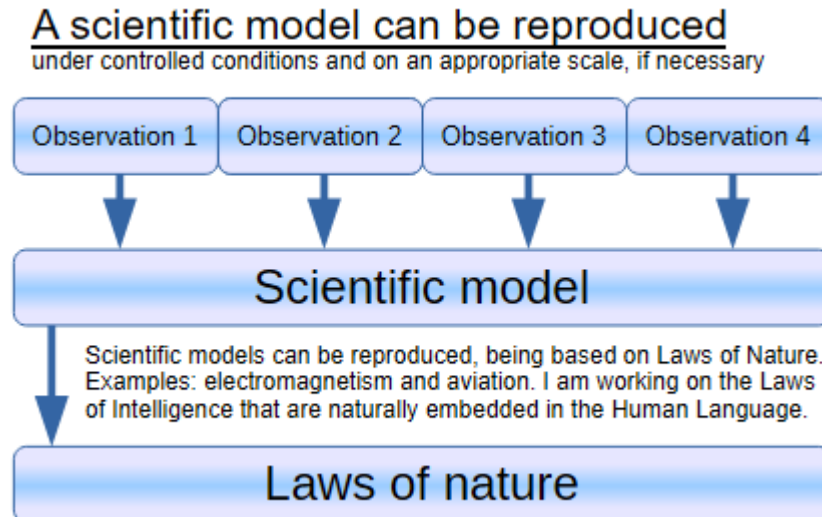 A scientific model can be reproduced
under controlled conditions and on an appropriate scale, if necessary
Observation 1
Observation 2
Observation 3
Observation 4
Scientific model
Scientific models can be reproduced, being based on Laws of Nature.
Examples: electromagnetism and aviation. I am working on the Laws
of Intelligence that are naturally embedded in the Human Language.
Laws of nature